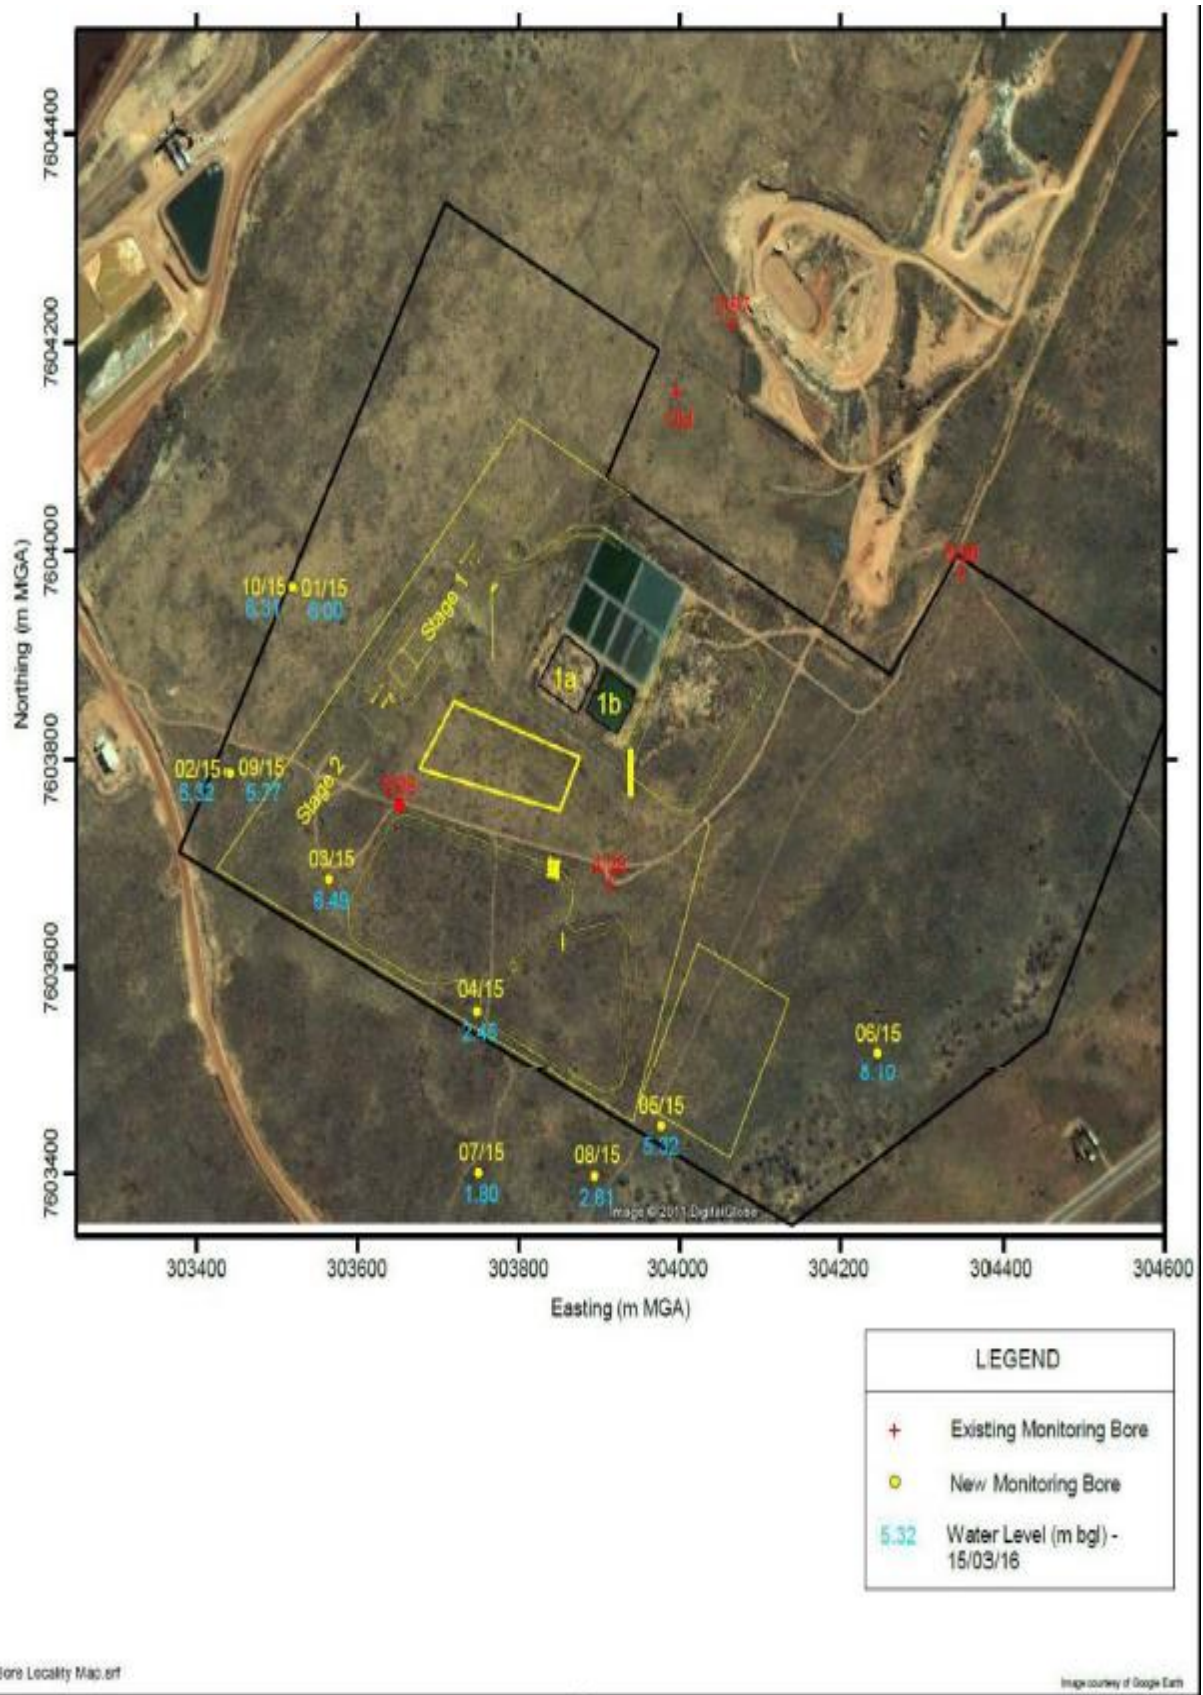 7604400
7604200
7604000
7603800
7603600
7603400
Northing (m MGA)
Stage 1
10/15 01/15
6.31 6.00
1a
1b
02/15 09/15
6.32 5.77
Stage 2
03/15
6.49
04/15
2.45
06/15
8.10
05/15
5.32
07/15
1.80
08/15
2.61
Image © 2011 DigitalGlobe
303400 303600 303800 304000 304200 304400 304600
Easting (m MGA)
LEGEND
Existing Monitoring Bore
New Monitoring Bore
5.32 Water Level (m bgl) -
15/03/16
Bore Locality Map.srf
Image courtesy of Google Earth